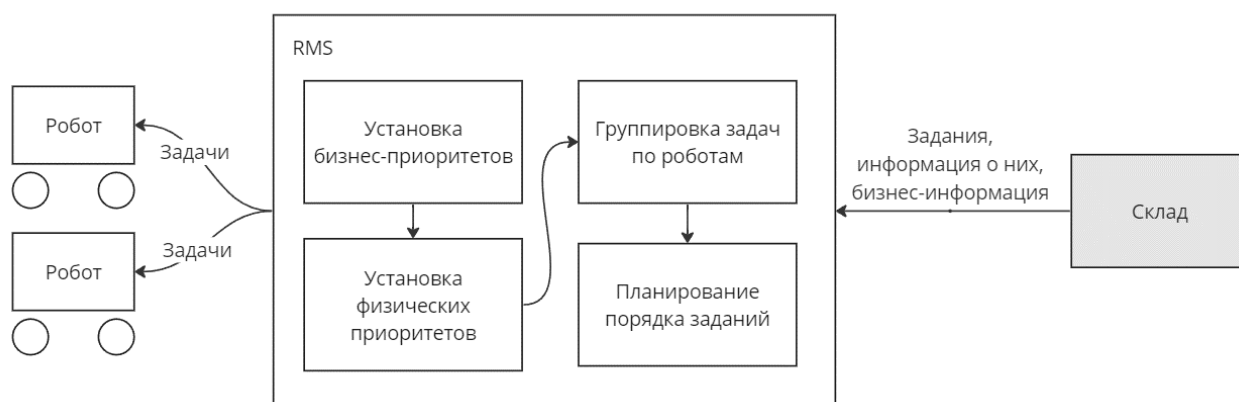 RMS
Робот
Задачи
Задачи
Робот
Установка
бизнес-приоритетов
Установка
физических
приоритетов
Группировка задач
по роботам
Планирование
порядка заданий
Задания,
информация о них,
бизнес-информация
Склад